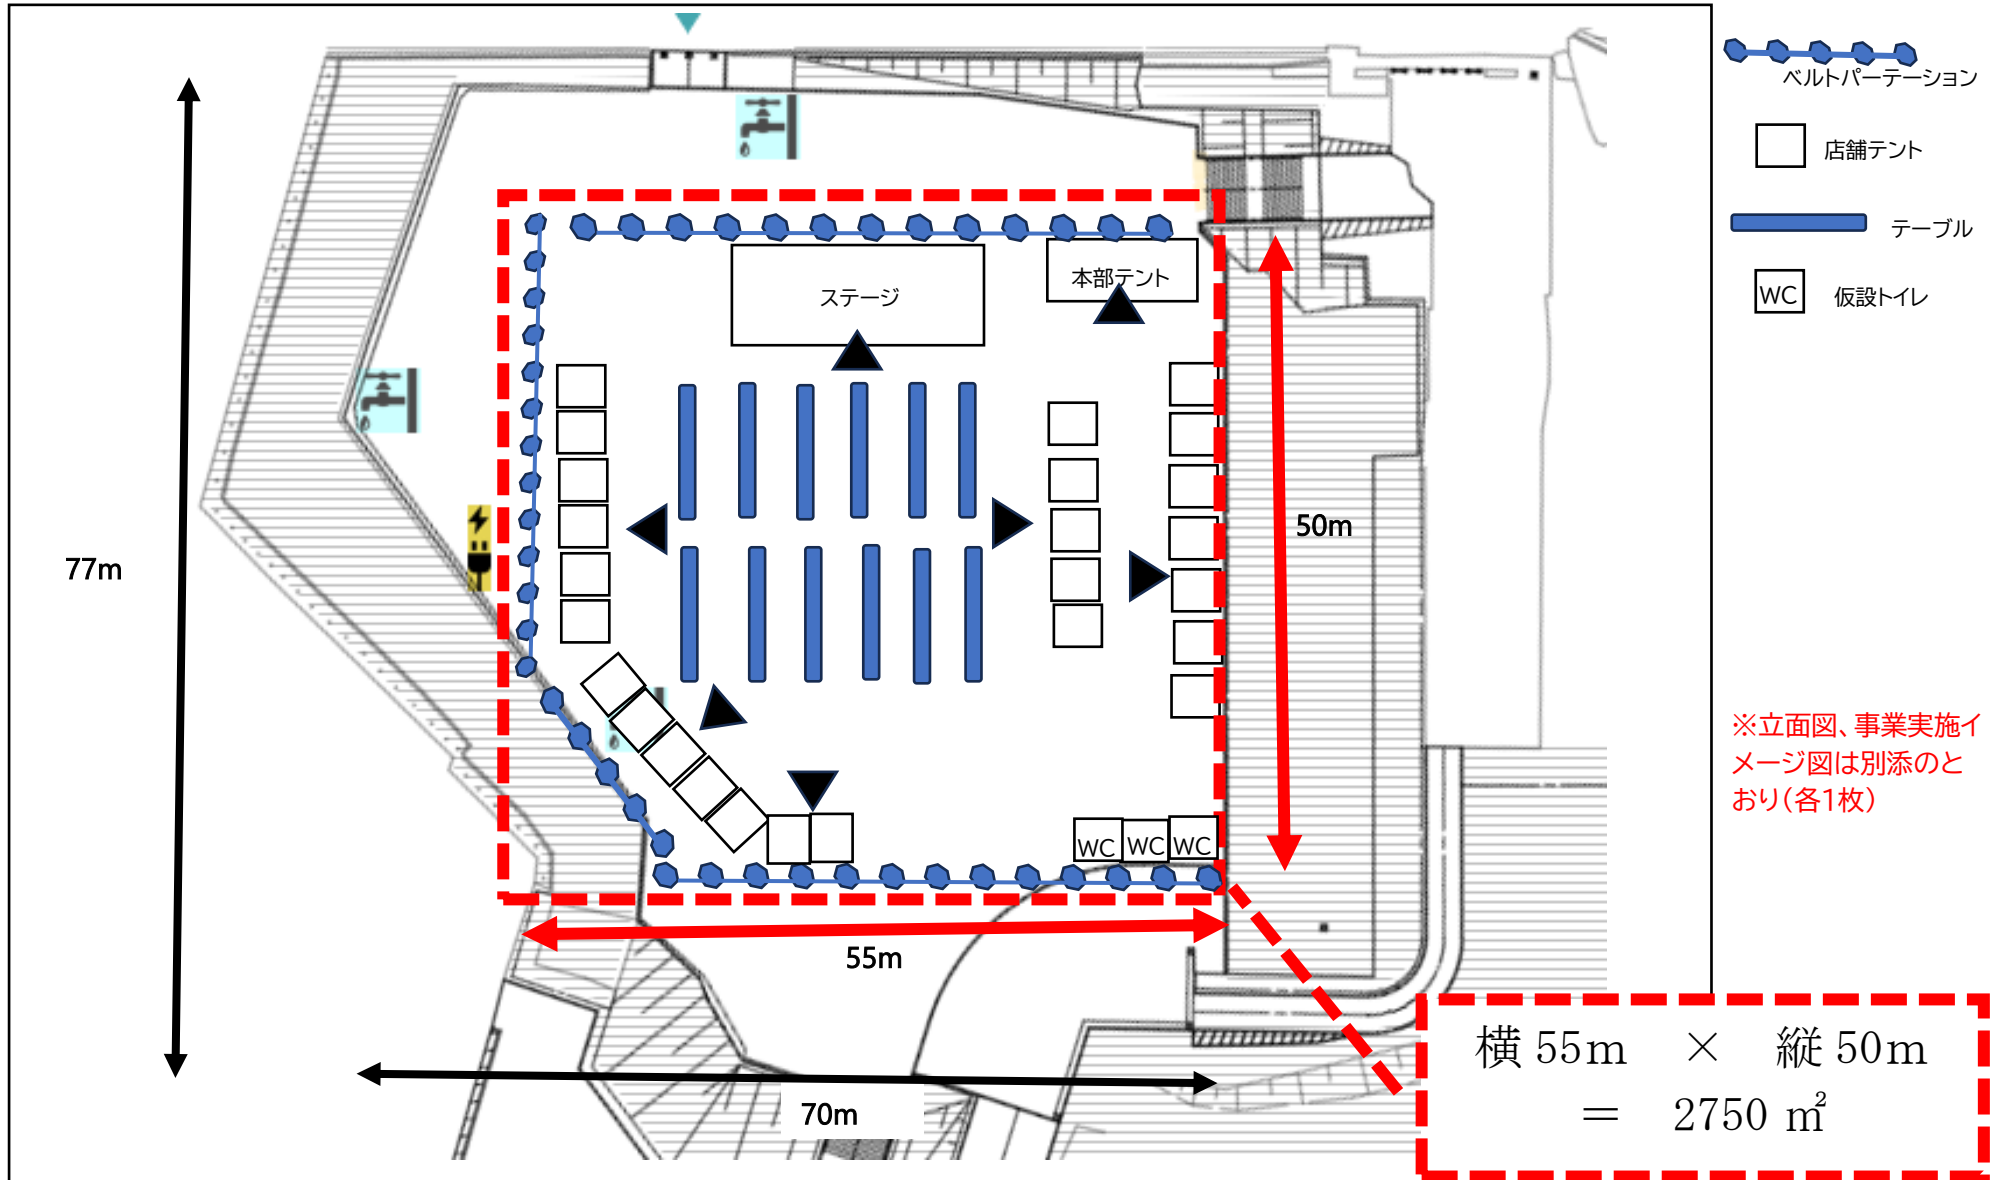 ベルトパーテーション
店舗テント
テーブル
WC 仮設トイレ
ステージ
本部テント
77m
50m
WC WC WC
55m
70m
※立面図、事業実施イ
メージ図は別添のと
おり(各1枚)
横 55m × 縦 50m
= 2750 ㎡